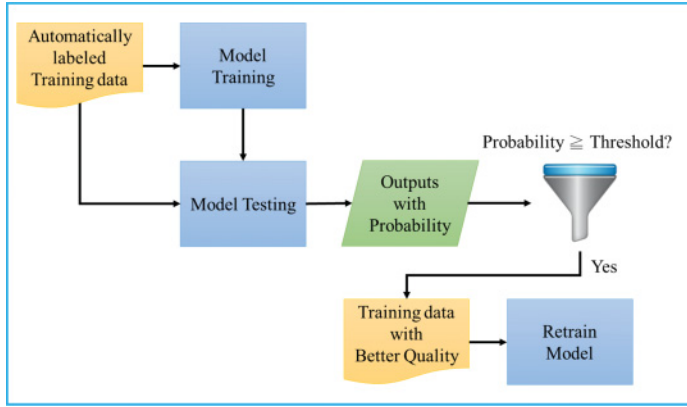 Automatically
labeled
Training data
Model
Training
Probability ≧ Threshold?
Model Testing
Outputs
with
Probability
Yes
Training data
with
Better Quality
Retrain
Model